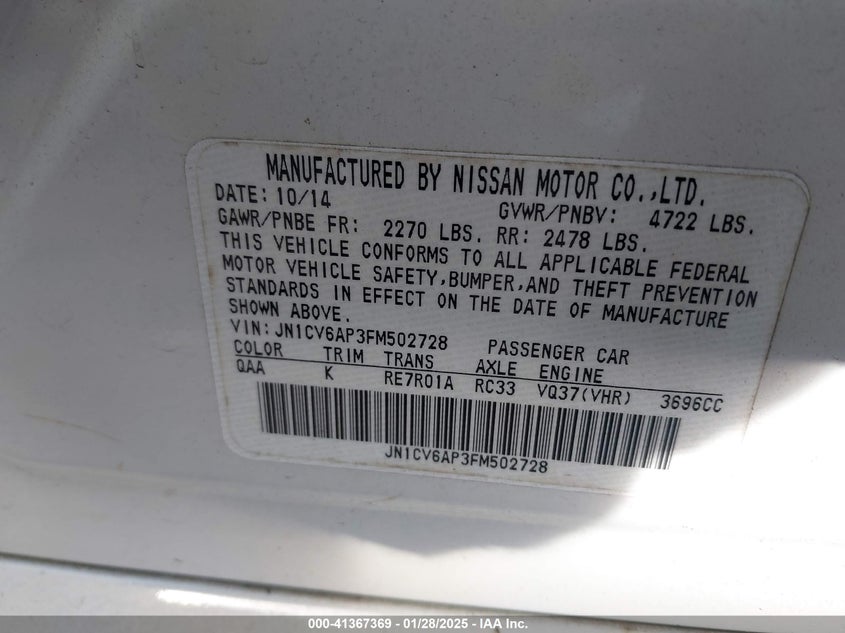 MANUFACTURED BY NISSAN MOTOR CO.,LTD.
DATE: 10/14 GVWR/PNBV: 4722 LBS.
GAWR/PNBE FR: 2270 LBS. RR: 2478 LBS.
THIS VEHICLE CONFORMS TO ALL APPLICABLE FEDERAL
MOTOR VEHICLE SAFETY,BUMPER,AND THEFT PREVENTION
STANDARDS IN EFFECT ON THE DATE OF MANUFACTURE
SHOWN ABOVE.
VIN: JN1CV6AP3FM502728 PASSENGER CAR
COLOR TRIM TRANS AXLE ENGINE
QAA K RE7R01A RC33 VQ37(VHR) 3696CC
JN1CV6AP3FM502728
000-41367369 | 01/28/2025 - IAA Inc.